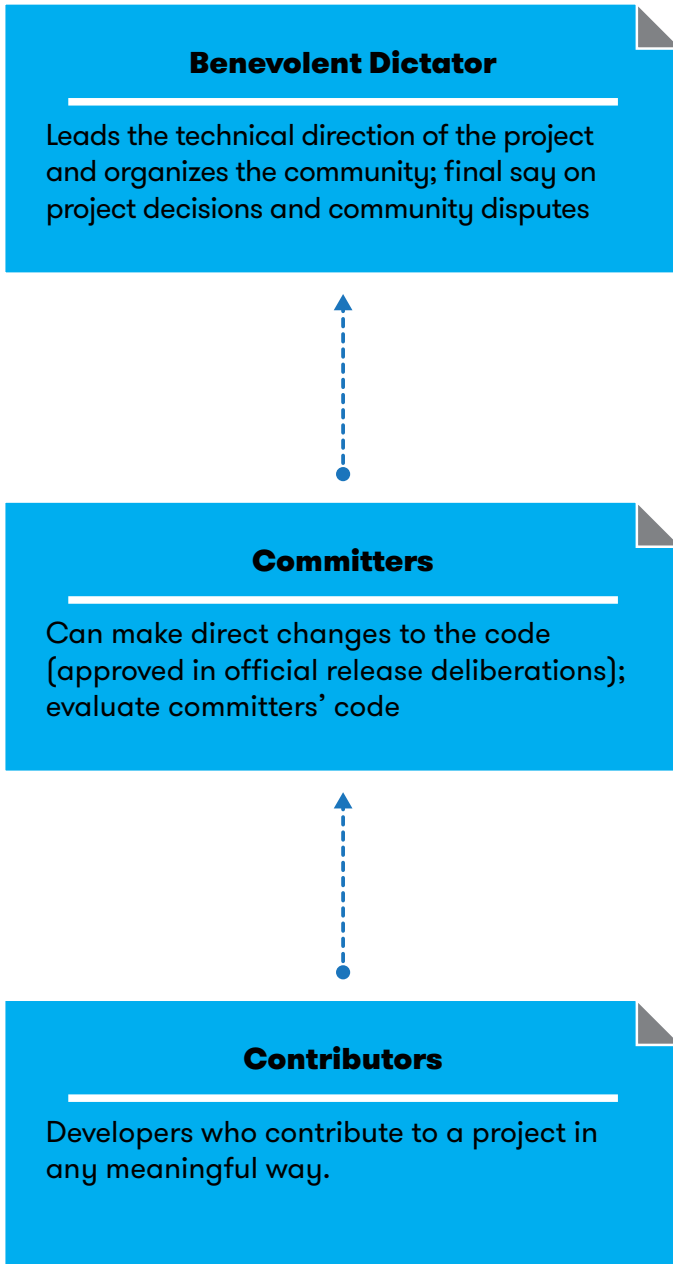 Benevolent Dictator
Leads the technical direction of the project
and organizes the community; final say on
project decisions and community disputes
Committers
Can make direct changes to the code
(approved in official release deliberations);
evaluate committers’ code
Contributors
Developers who contribute to a project in
any meaningful way.